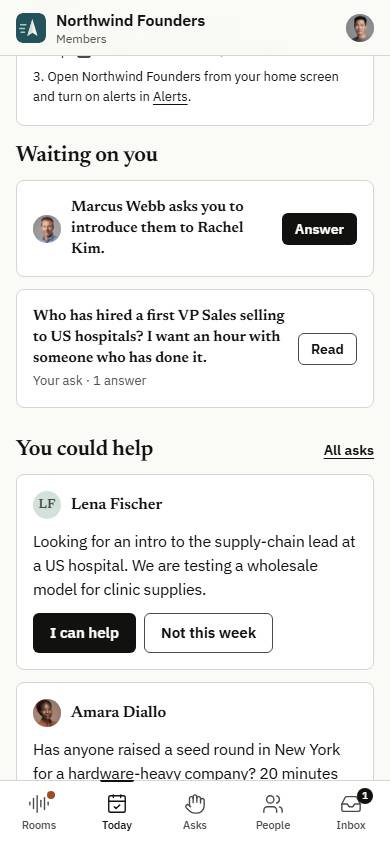 Northwind Founders
Members
3. Open Northwind Founders from your home screen
and turn on alerts in Alerts.
Waiting on you
Marcus Webb asks you to
introduce them to Rachel
Kim.
Answer
Who has hired a first VP Sales selling
to US hospitals? I want an hour with
someone who has done it.
Your ask · 1 answer
Read
You could help
All asks
LF
Lena Fischer
Looking for an intro to the supply-chain lead at
a US hospital. We are testing a wholesale
model for clinic supplies.
I can help
Not this week
Amara Diallo
Has anyone raised a seed round in New York
for a hardware-heavy company? 20 minutes
Rooms
Today
Asks
People
1
Inbox